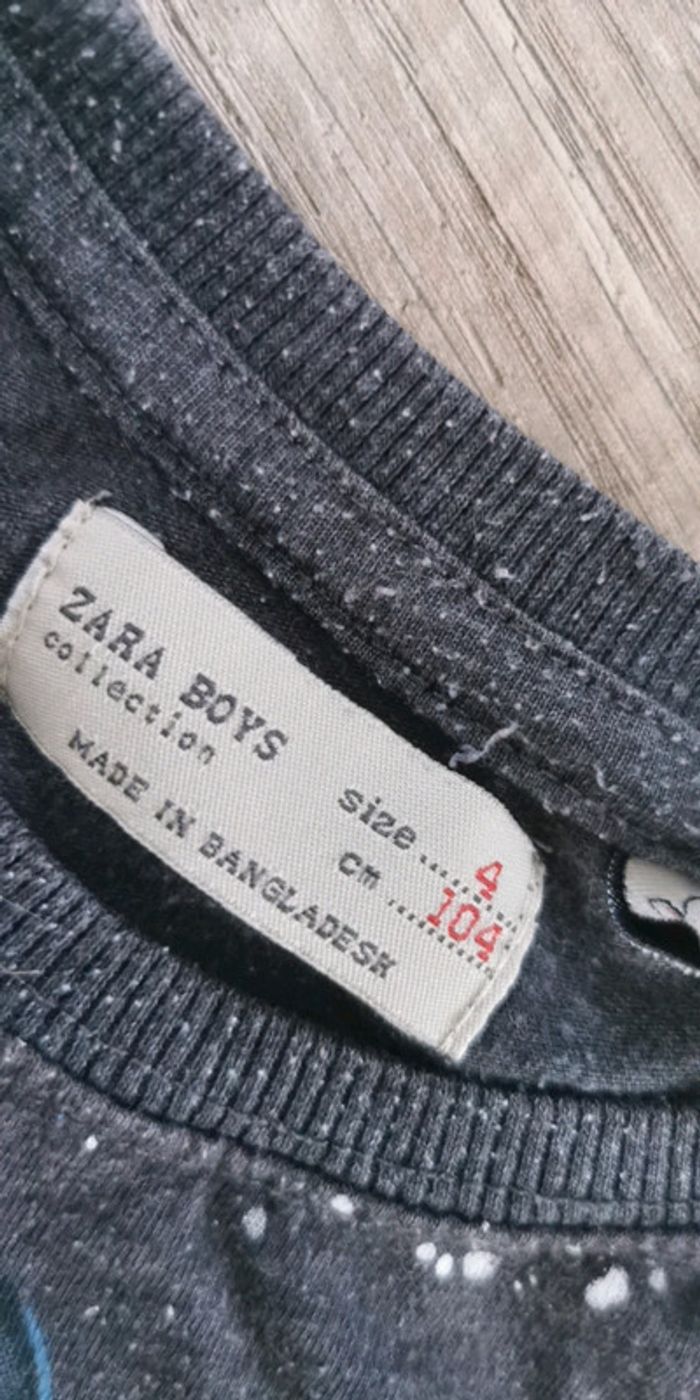 ZARA BOYS
collection
MADE IN BANGLADESH
size....4
cm....104